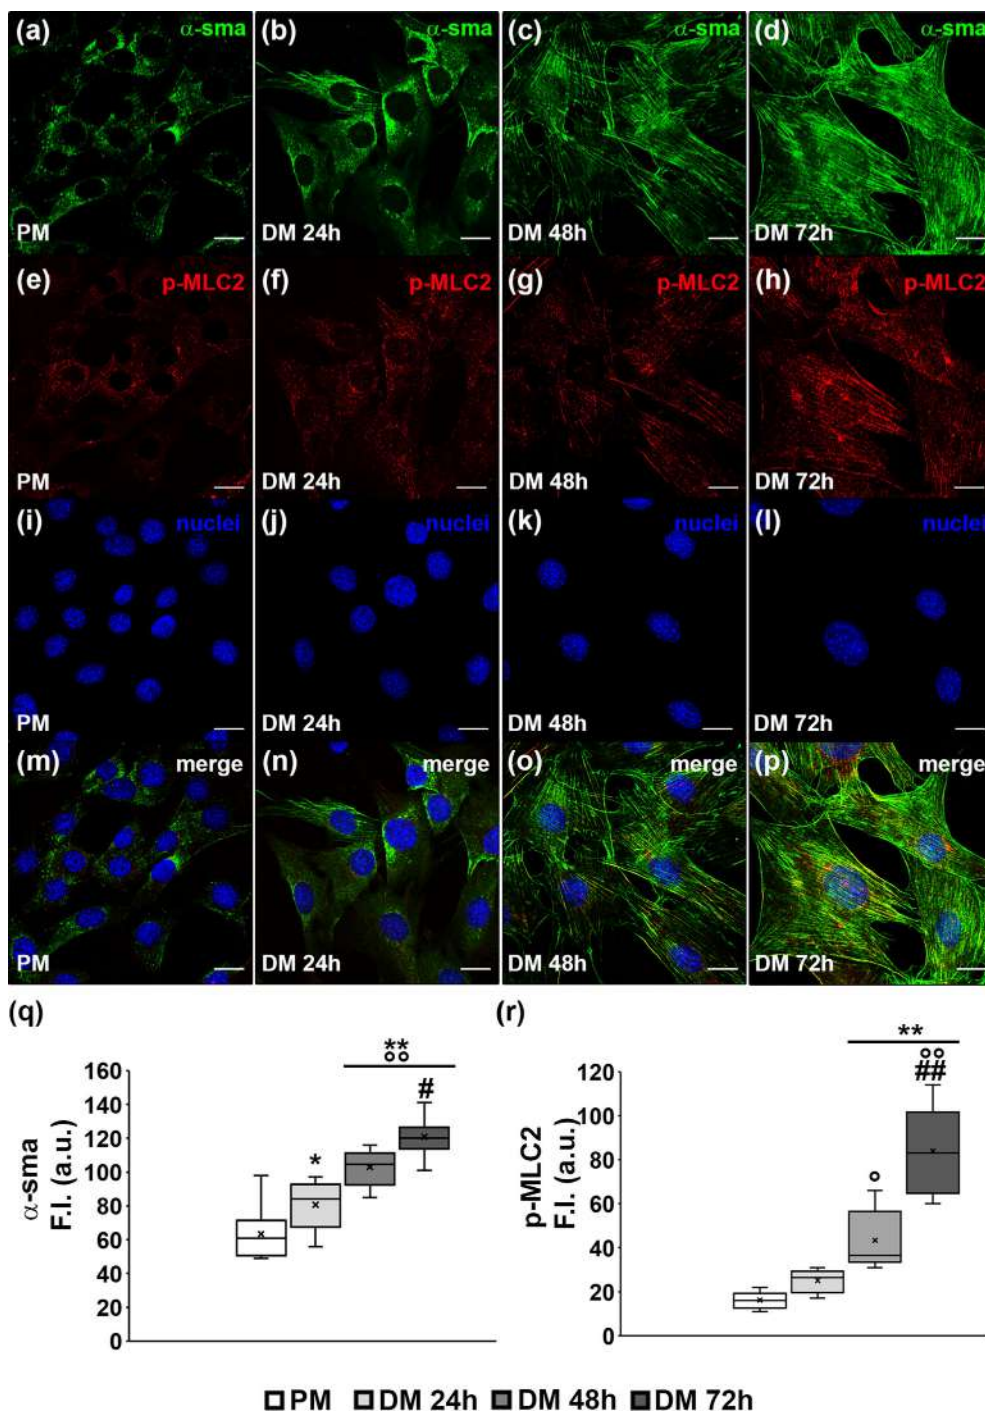 (a) α-sma (b) α-sma (c) α-sma (d) α-sma
PM DM 24h DM 48h DM 72h
(e) p-MLC2 (f) p-MLC2 (g) p-MLC2 (h) p-MLC2
PM DM 24h DM 48h DM 72h
(i) nuclei (j) nuclei (k) nuclei (l) nuclei
PM DM 24h DM 48h DM 72h
(m) merge (n) merge (o) merge (p) merge
PM DM 24h DM 48h DM 72h
(q)
α-sma
F.I. (a.u.)
160
140
120
100
80
60
40
20
0
*
**
°°
#
(r)
p-MLC2
F.I. (a.u.)
120
100
80
60
40
20
0
°
**
°°
##
PM DM 24h DM 48h DM 72h